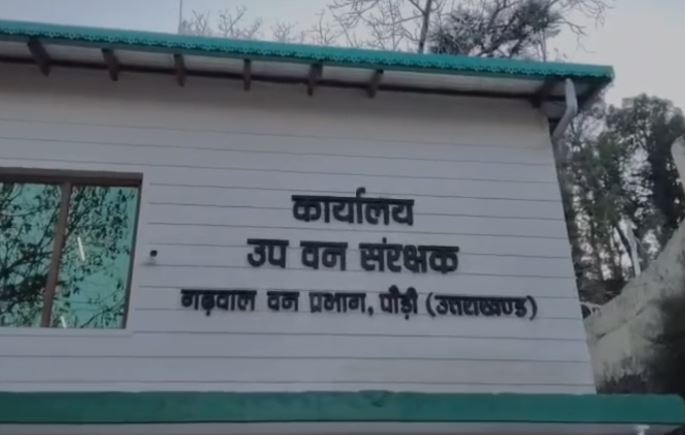 कार्यालय
उप वन संरक्षक
गढ़वाल वन प्रभाग, पौड़ी (उत्तराखण्ड)